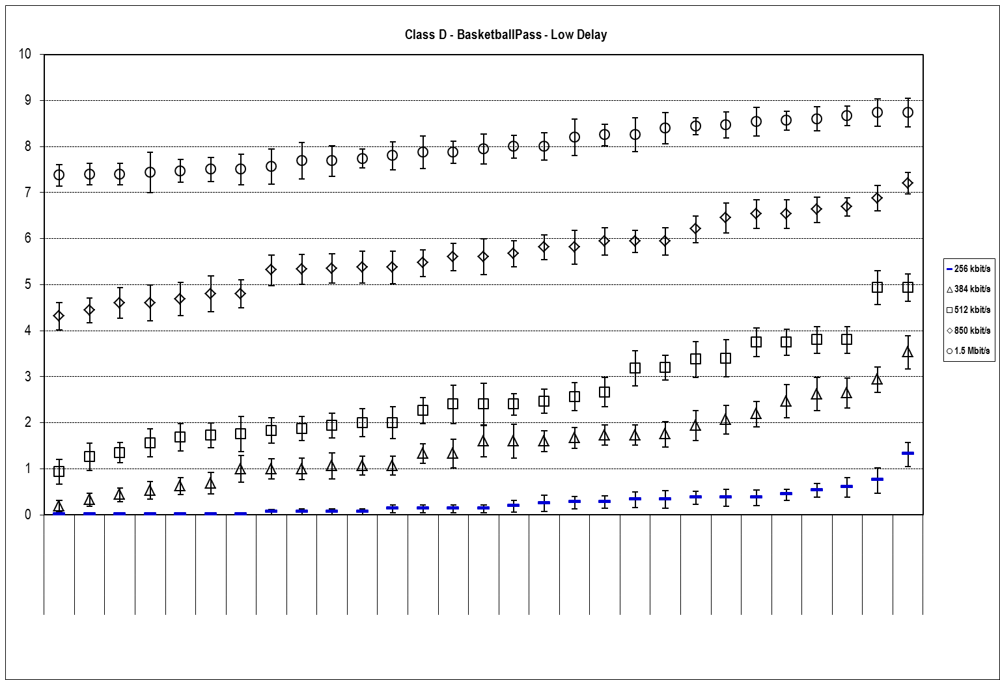 Class D - BasketballPass - Low Delay
10
9
8
7
6
5
4
3
2
1
0
256 kbit/s
384 kbit/s
512 kbit/s
850 kbit/s
1.5 Mbit/s